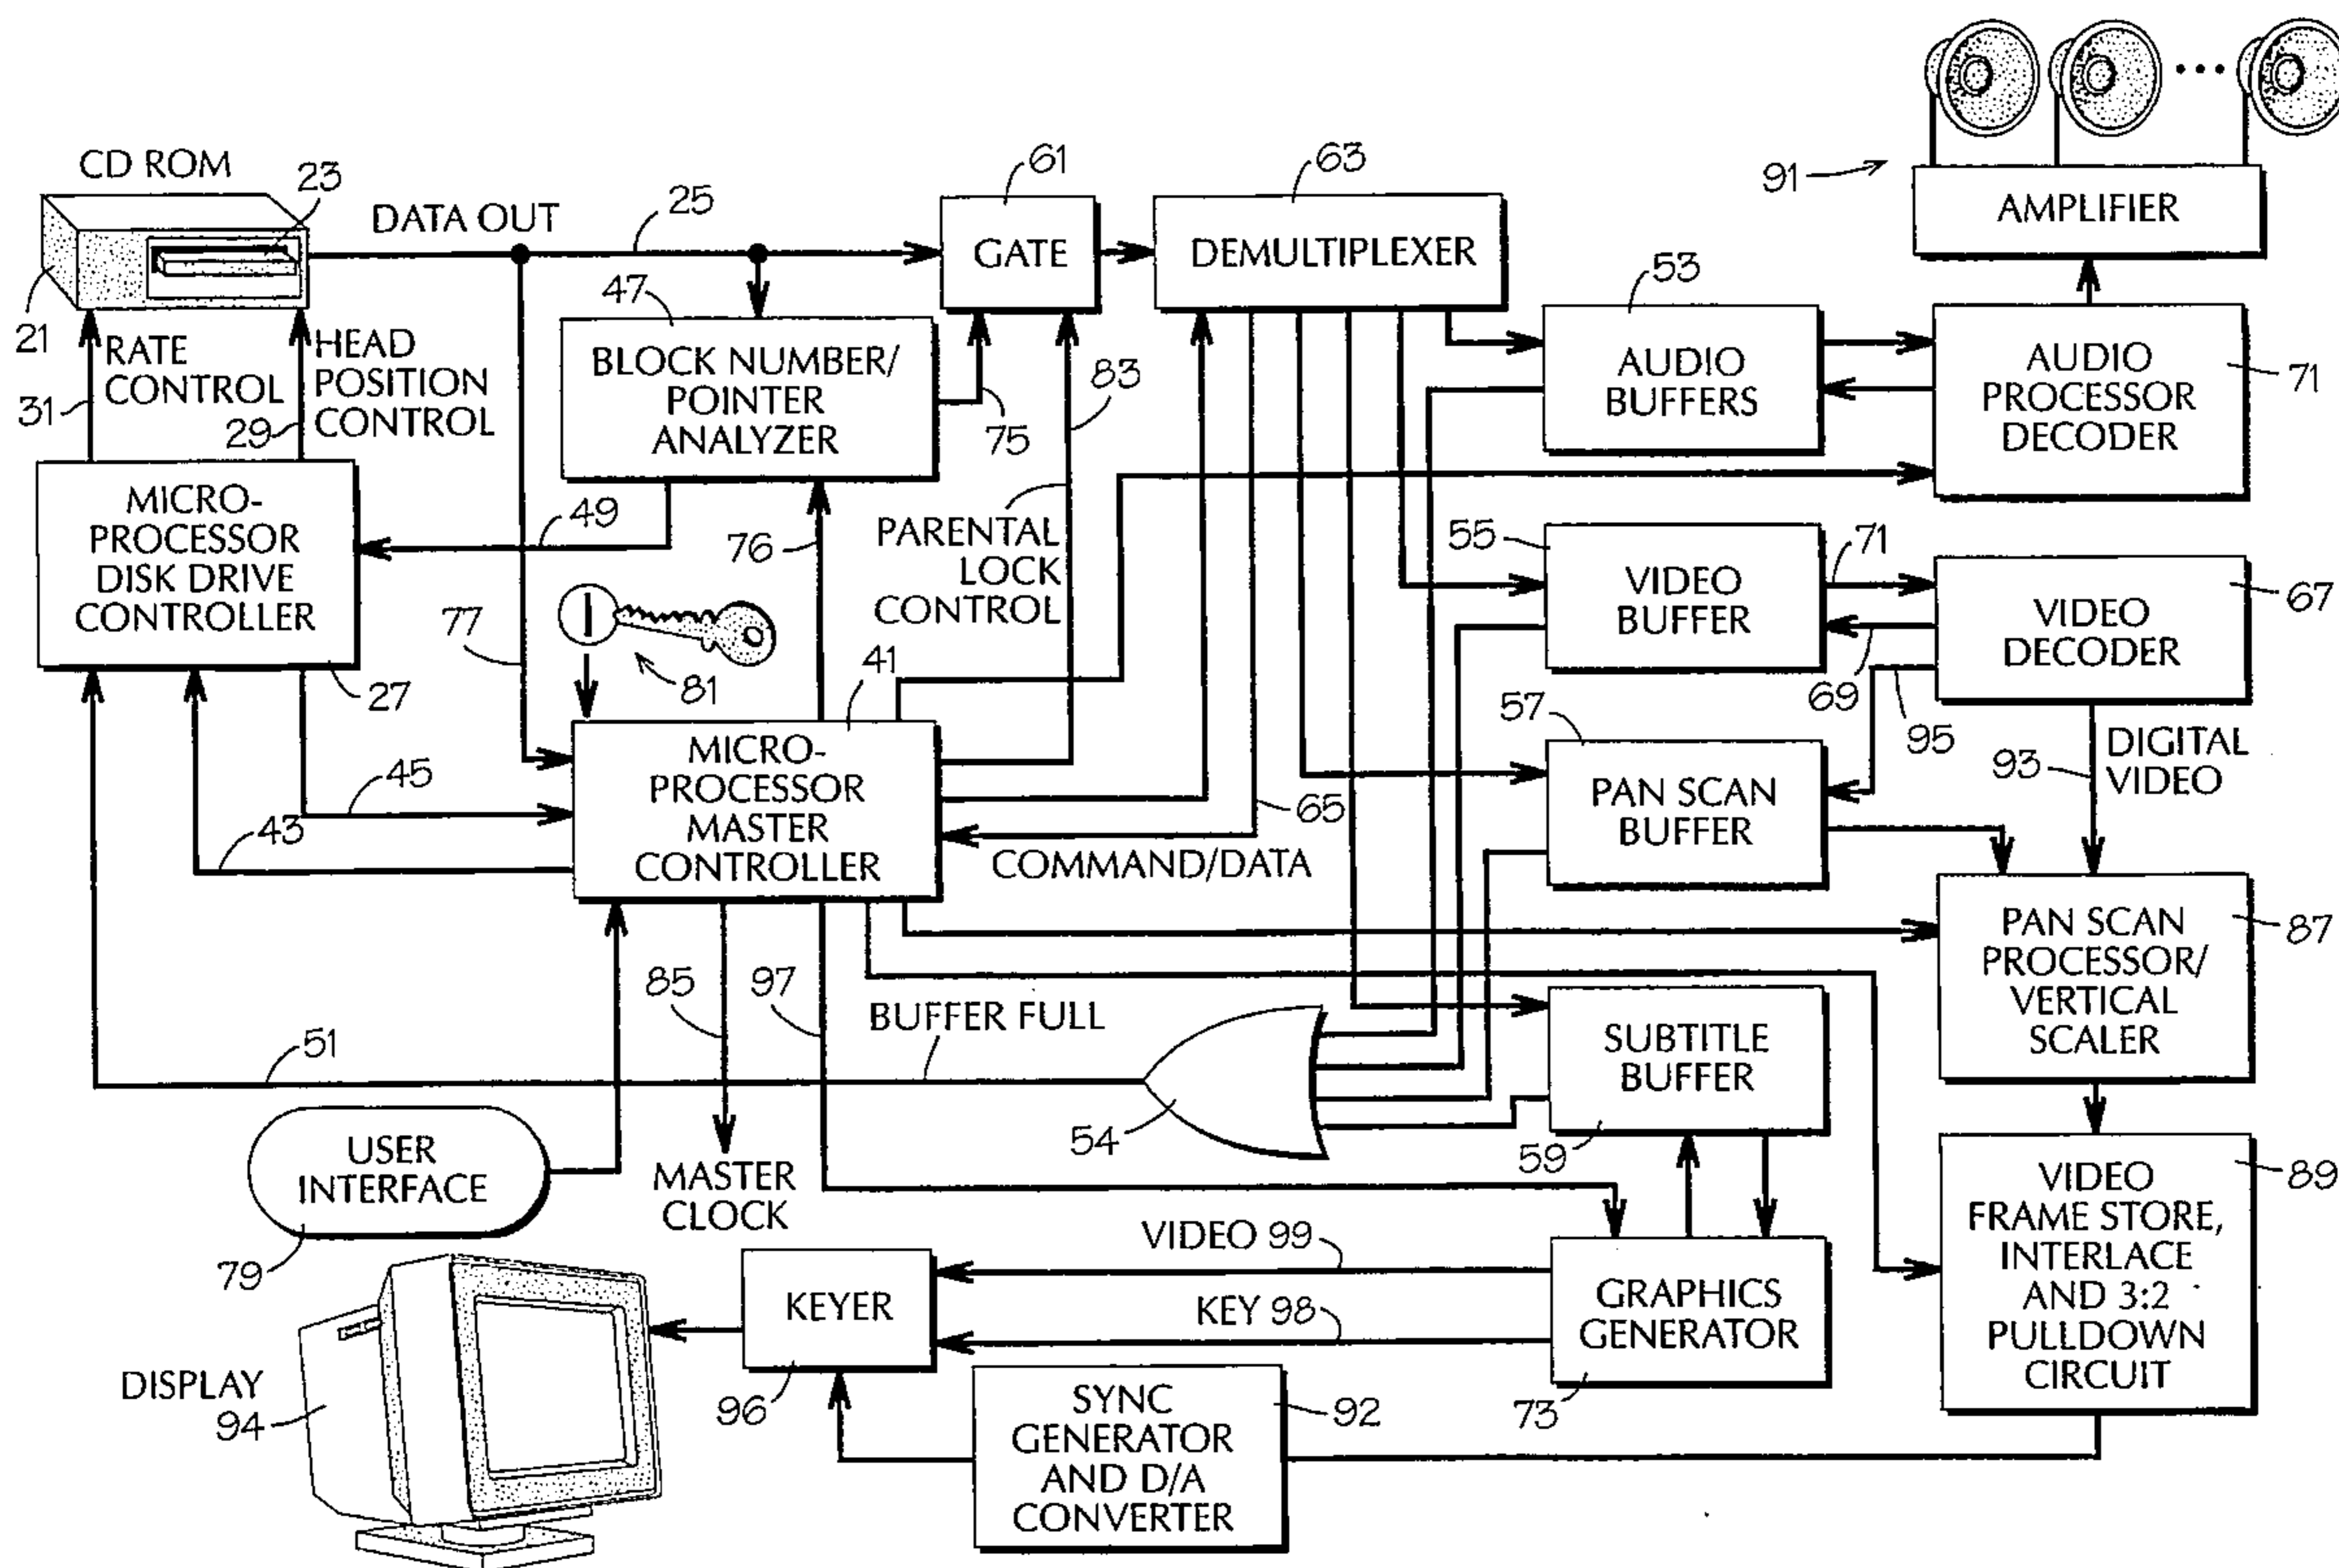 CD ROM
23
DATA OUT
25
61
GATE
63
DEMULTIPLEXER
91
AMPLIFIER
21
RATE
CONTROL
31
HEAD
POSITION
CONTROL
29
47
BLOCK NUMBER/
POINTER
ANALYZER
75
83
53
AUDIO
BUFFERS
AUDIO
PROCESSOR
DECODER
71
MICRO-
PROCESSOR
DISK DRIVE
CONTROLLER
27
49
77
76
PARENTAL
LOCK
CONTROL
81
41
55
VIDEO
BUFFER
71
69
VIDEO
DECODER
67
95
93
DIGITAL
VIDEO
57
PAN SCAN
BUFFER
45
43
MICRO-
PROCESSOR
MASTER
CONTROLLER
65
COMMAND/DATA
PAN SCAN
PROCESSOR/
VERTICAL
SCALER
87
85
97
BUFFER FULL
51
54
SUBTITLE
BUFFER
59
USER
INTERFACE
79
MASTER
CLOCK
VIDEO
FRAME STORE,
INTERLACE
AND 3:2
PULLDOWN
CIRCUIT
89
VIDEO 99
KEY 98
KEYER
96
GRAPHICS
GENERATOR
73
DISPLAY
94
SYNC
GENERATOR
AND D/A
CONVERTER
92